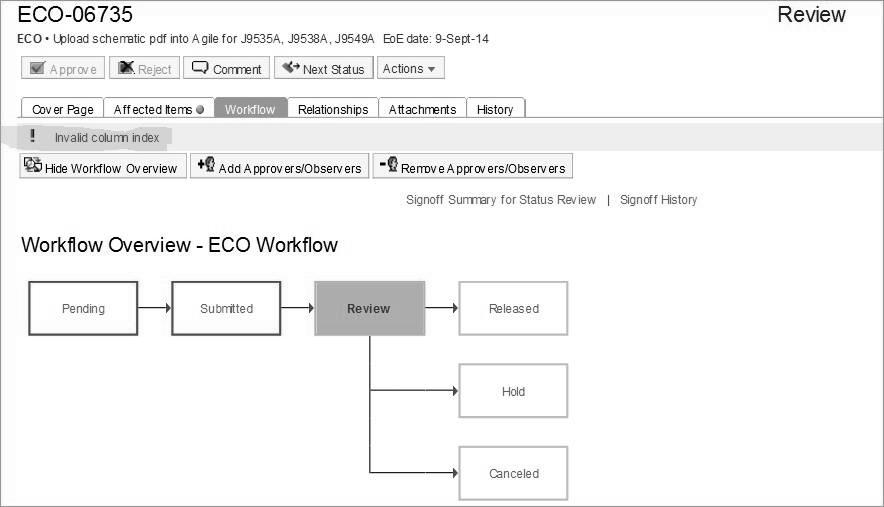 ECO-06735 Review
ECO • Upload schematic pdf into Agile for J9535A, J9538A, J9549A EoE date: 9-Sept-14
Approve Reject Comment Next Status Actions
Cover Page Affected Items Workflow Relationships Attachments History
! Invalid column index
Hide Workflow Overview Add Approvers/Observers Remove Approvers/Observers
Signoff Summary for Status Review | Signoff History
Workflow Overview - ECO Workflow
Pending Submitted Review Released
Hold
Canceled